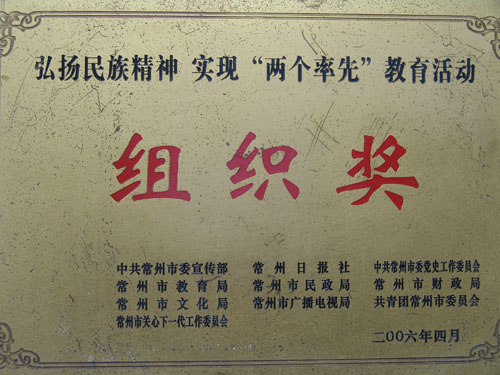 弘扬民族精神 实现“两个率先”教育活动
组织奖
中共常州市委宣传部 常州日报社 中共常州市委党史工作委员会
常州市教育局 常州市民政局 常州市财政局
常州市文化局 常州市广播电视局 共青团常州市委员会
常州市关心下一代工作委员会
二00六年四月